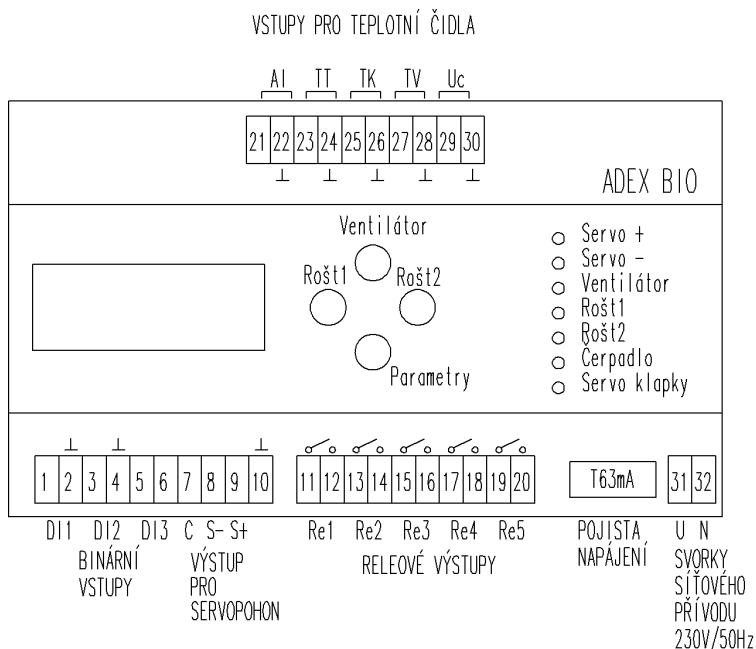 VSTUPY PRO TEPLOTNÍ ČIDLA
AI TT TK TV Uc
21 22 23 24 25 26 27 28 29 30
ADEX BIO
Ventilátor
Rošt1 Rošt2
Parametry
Servo +
Servo -
Ventilátor
Rošt1
Rošt2
Čerpadlo
Servo klapky
1 2 3 4 5 6 7 8 9 10
11 12 13 14 15 16 17 18 19 20
T63mA
31 32
DI1 DI2 DI3 C S- S+
Re1 Re2 Re3 Re4 Re5
U N
BINÁRNÍ
VSTUPY
VÝSTUP
PRO
SERVOPOHON
RELEOVÉ VÝSTUPY
POJISTA
NAPÁJENÍ
SVORKY
SÍŤOVÉHO
PŘÍVODU
230V/50Hz